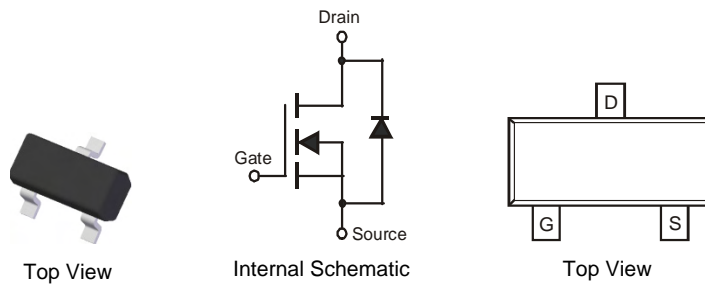 Drain
D
Gate
G
S
Source
Top View
Internal Schematic
Top View